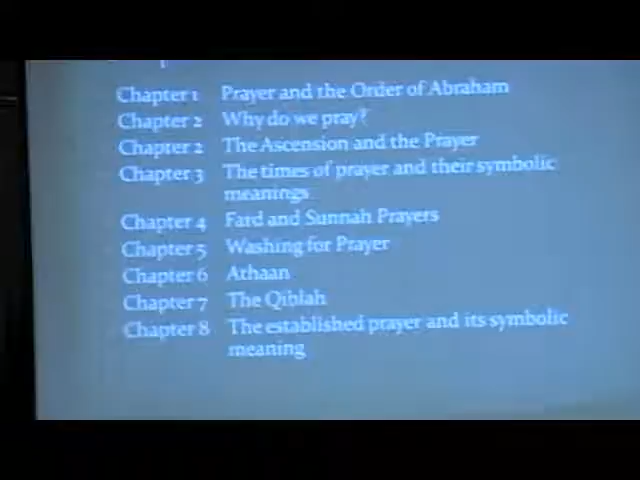 Chapter 1 Prayer and the Order of Abraham
Chapter 2 Why do we pray?
Chapter 2 The Ascension and the Prayer
Chapter 3 The times of prayer and their symbolic
meanings
Chapter 4 Fard and Sunnah Prayers
Chapter 5 Washing for Prayer
Chapter 6 Athaan
Chapter 7 The Qiblah
Chapter 8 The established prayer and its symbolic
meaning